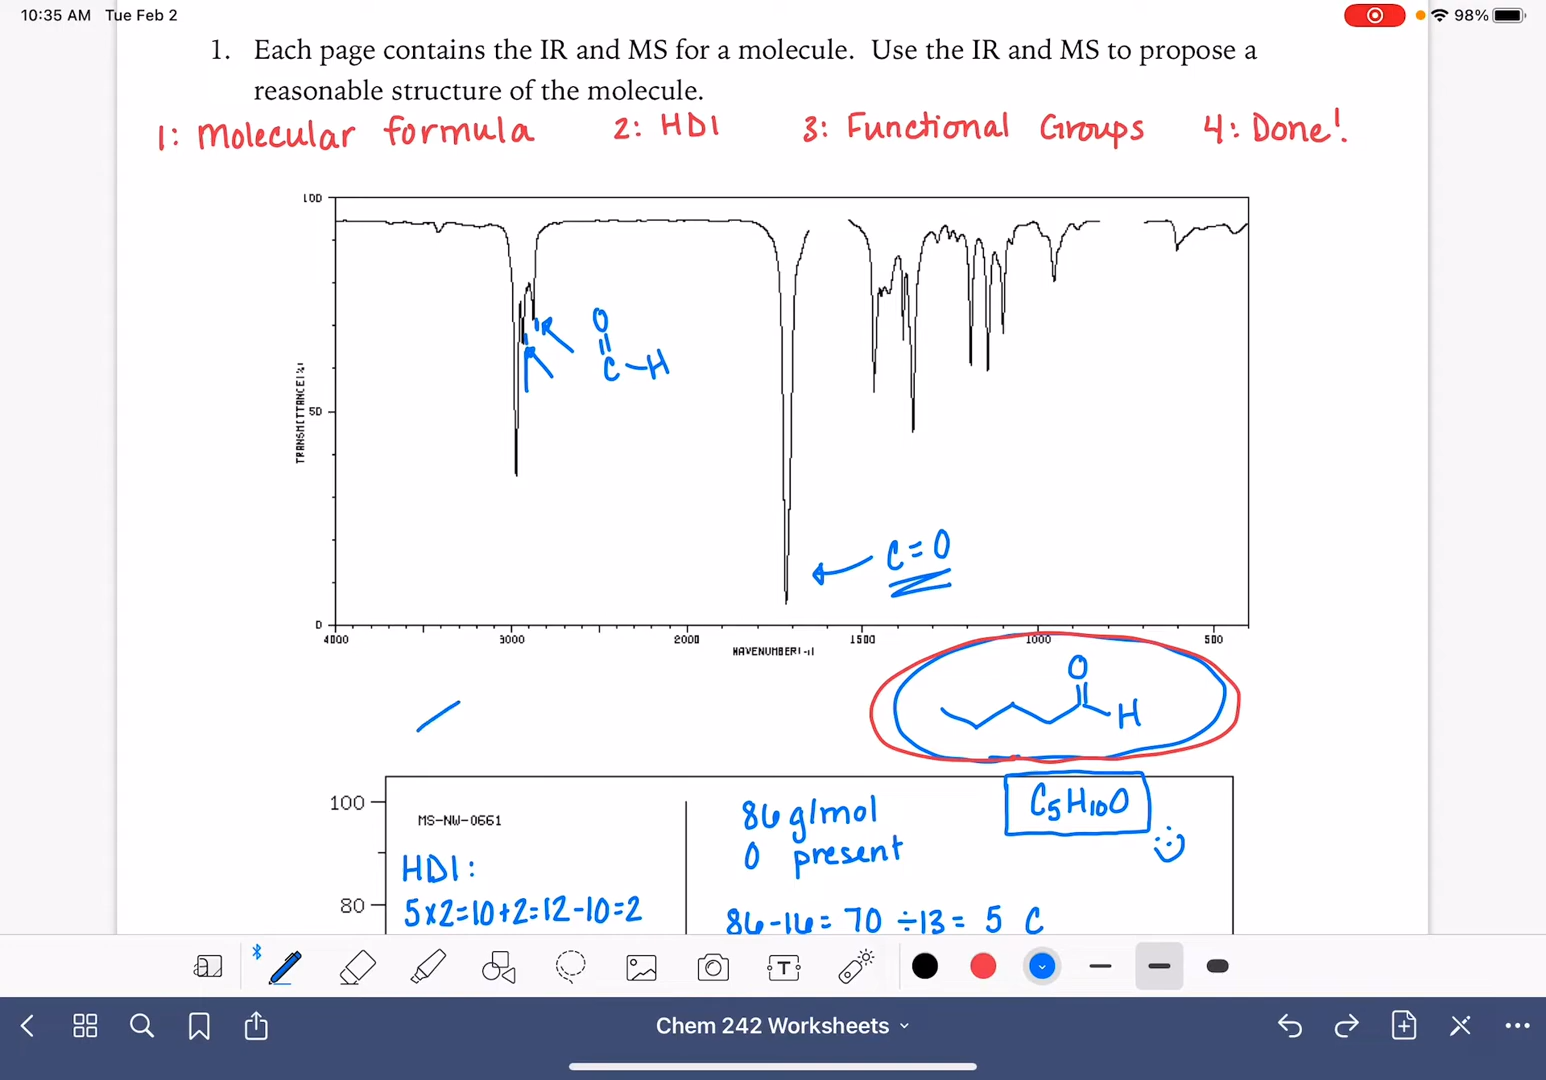 10:35 AM Tue Feb 2
98%
1. Each page contains the IR and MS for a molecule. Use the IR and MS to propose a
reasonable structure of the molecule.
1: Molecular formula 2: HDI 3: Functional Groups 4: Done!
100
50
0
TRANSMITTANCE(%)
O
C-H
C=O
4000 3000 2000 1500 1000 500
WAVENUMBER(-1)
O
H
C5H10O
100
80
MS-NW-0661
HDI:
5x2=10+2=12-10=2
86 g/mol
O present
86-16= 70 ÷13= 5 C
T
Chem 242 Worksheets